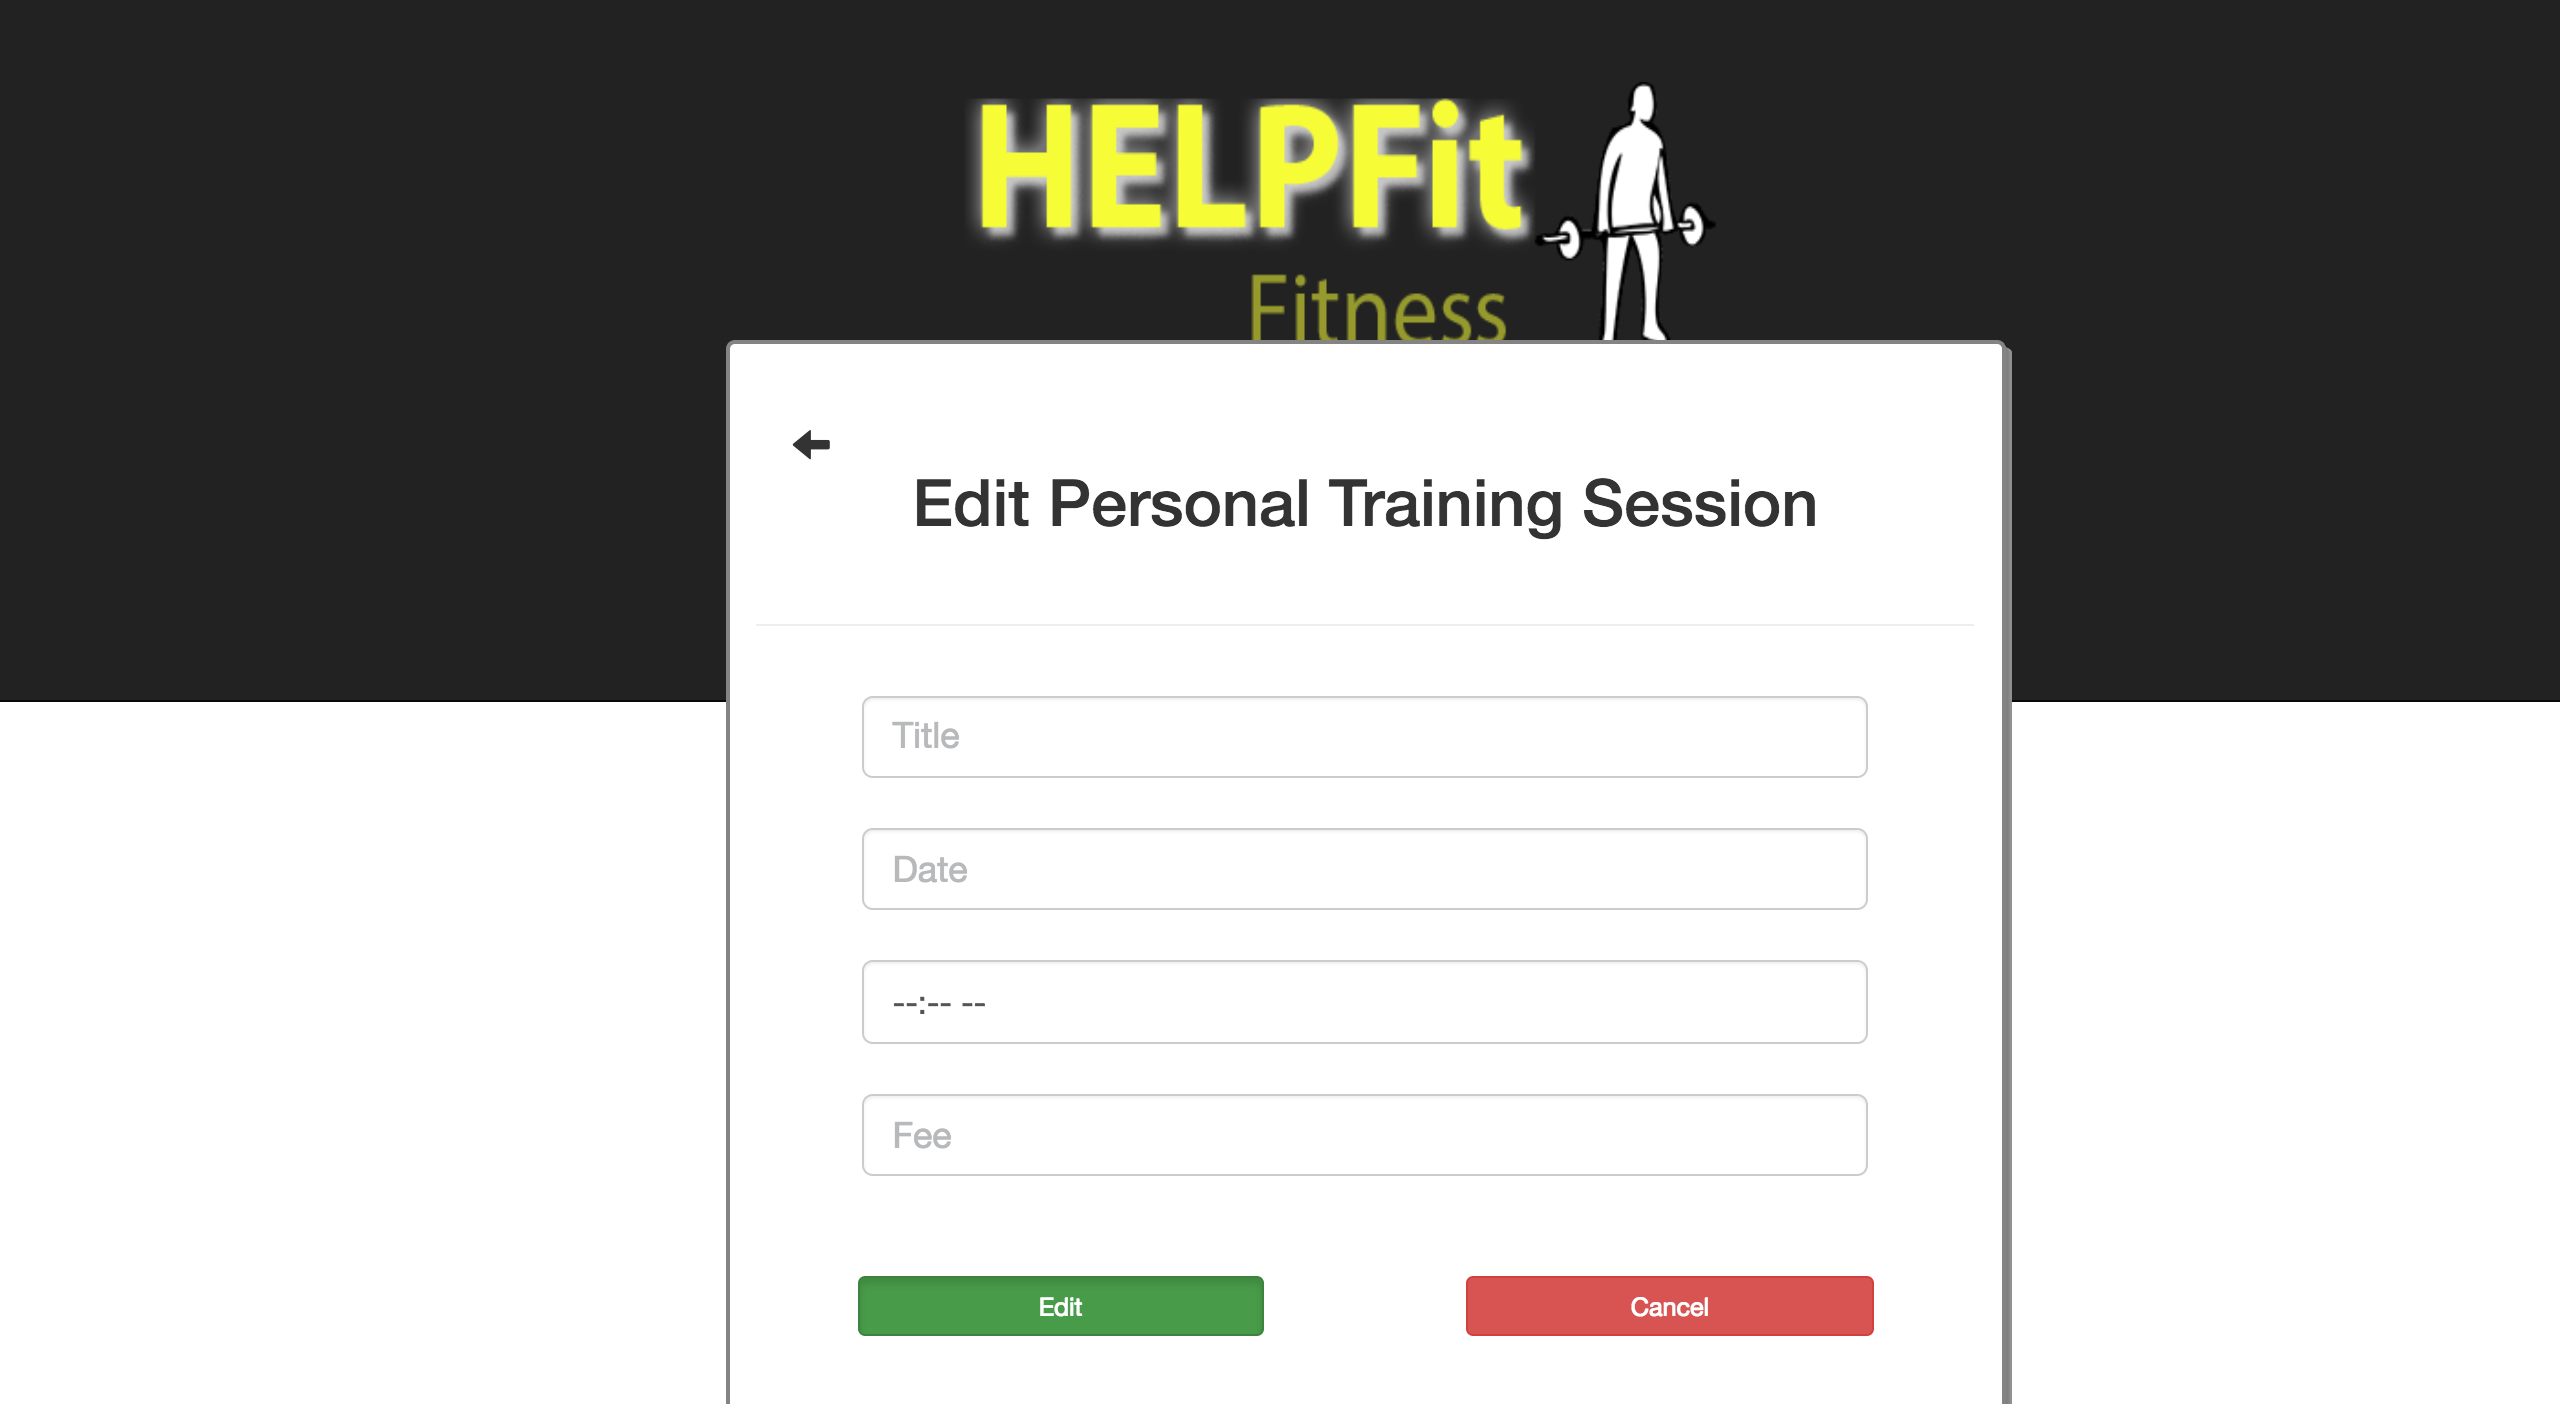 HELPFit
Fitness
Edit Personal Training Session
Title
Date
--:-- --
Fee
Edit
Cancel